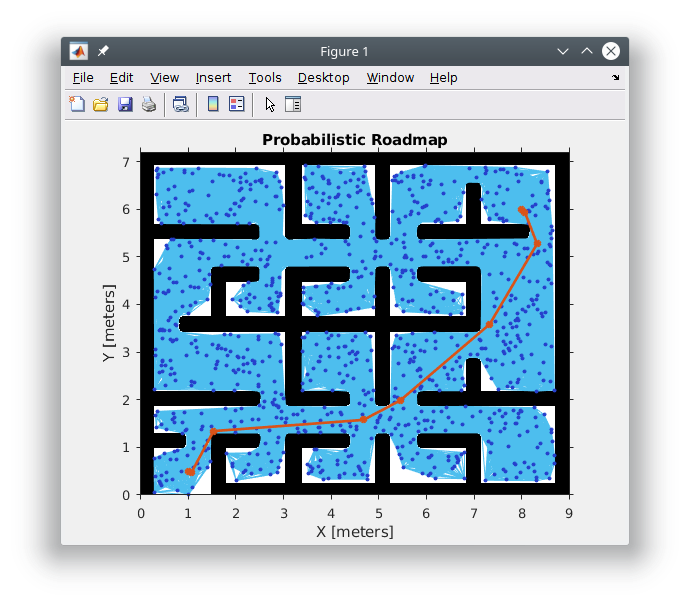 Figure 1
File Edit View Insert Tools Desktop Window Help
Probabilistic Roadmap
7
6
5
4
3
2
1
0
Y [meters]
0 1 2 3 4 5 6 7 8 9
X [meters]